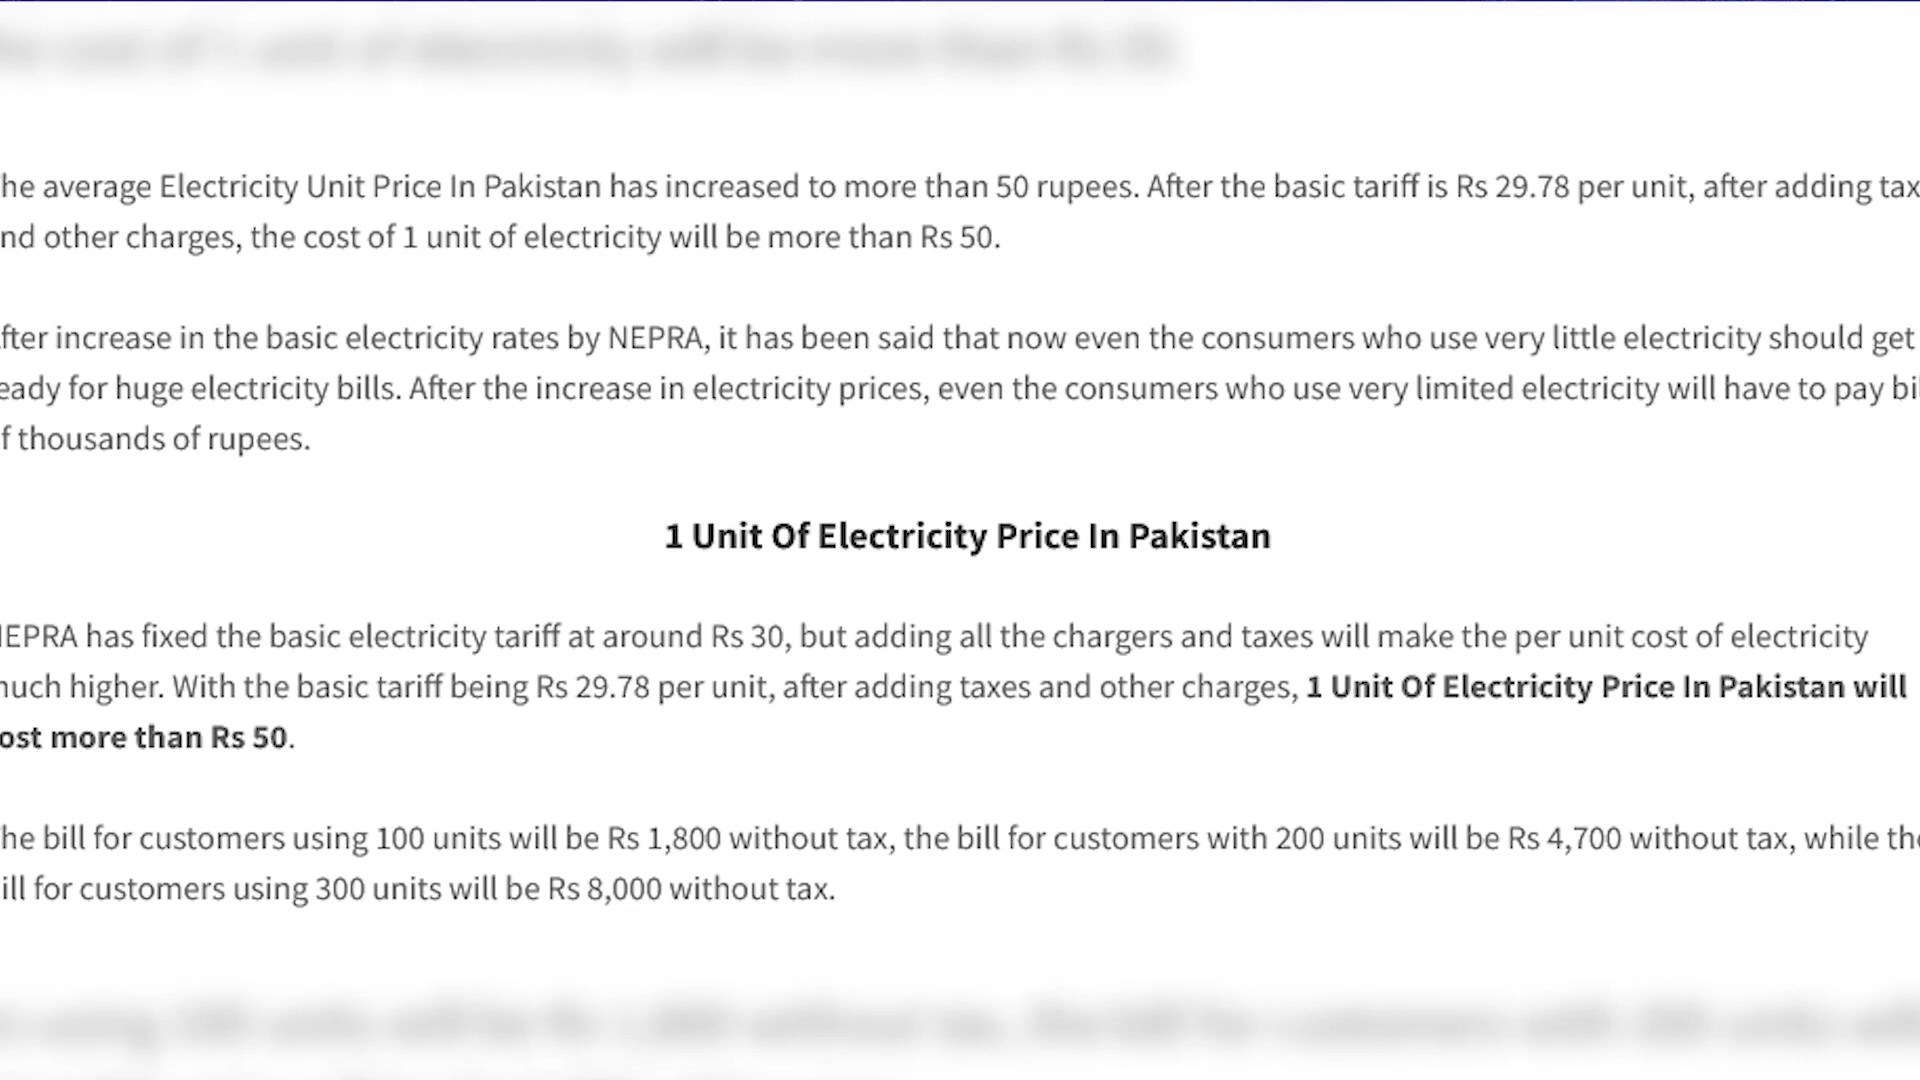 he average Electricity Unit Price In Pakistan has increased to more than 50 rupees. After the basic tariff is Rs 29.78 per unit, after adding tax
nd other charges, the cost of 1 unit of electricity will be more than Rs 50.
fter increase in the basic electricity rates by NEPRA, it has been said that now even the consumers who use very little electricity should get
eady for huge electricity bills. After the increase in electricity prices, even the consumers who use very limited electricity will have to pay bil
f thousands of rupees.
1 Unit Of Electricity Price In Pakistan
NEPRA has fixed the basic electricity tariff at around Rs 30, but adding all the chargers and taxes will make the per unit cost of electricity
much higher. With the basic tariff being Rs 29.78 per unit, after adding taxes and other charges, 1 Unit Of Electricity Price In Pakistan will
ost more than Rs 50.
he bill for customers using 100 units will be Rs 1,800 without tax, the bill for customers with 200 units will be Rs 4,700 without tax, while the
ill for customers using 300 units will be Rs 8,000 without tax.